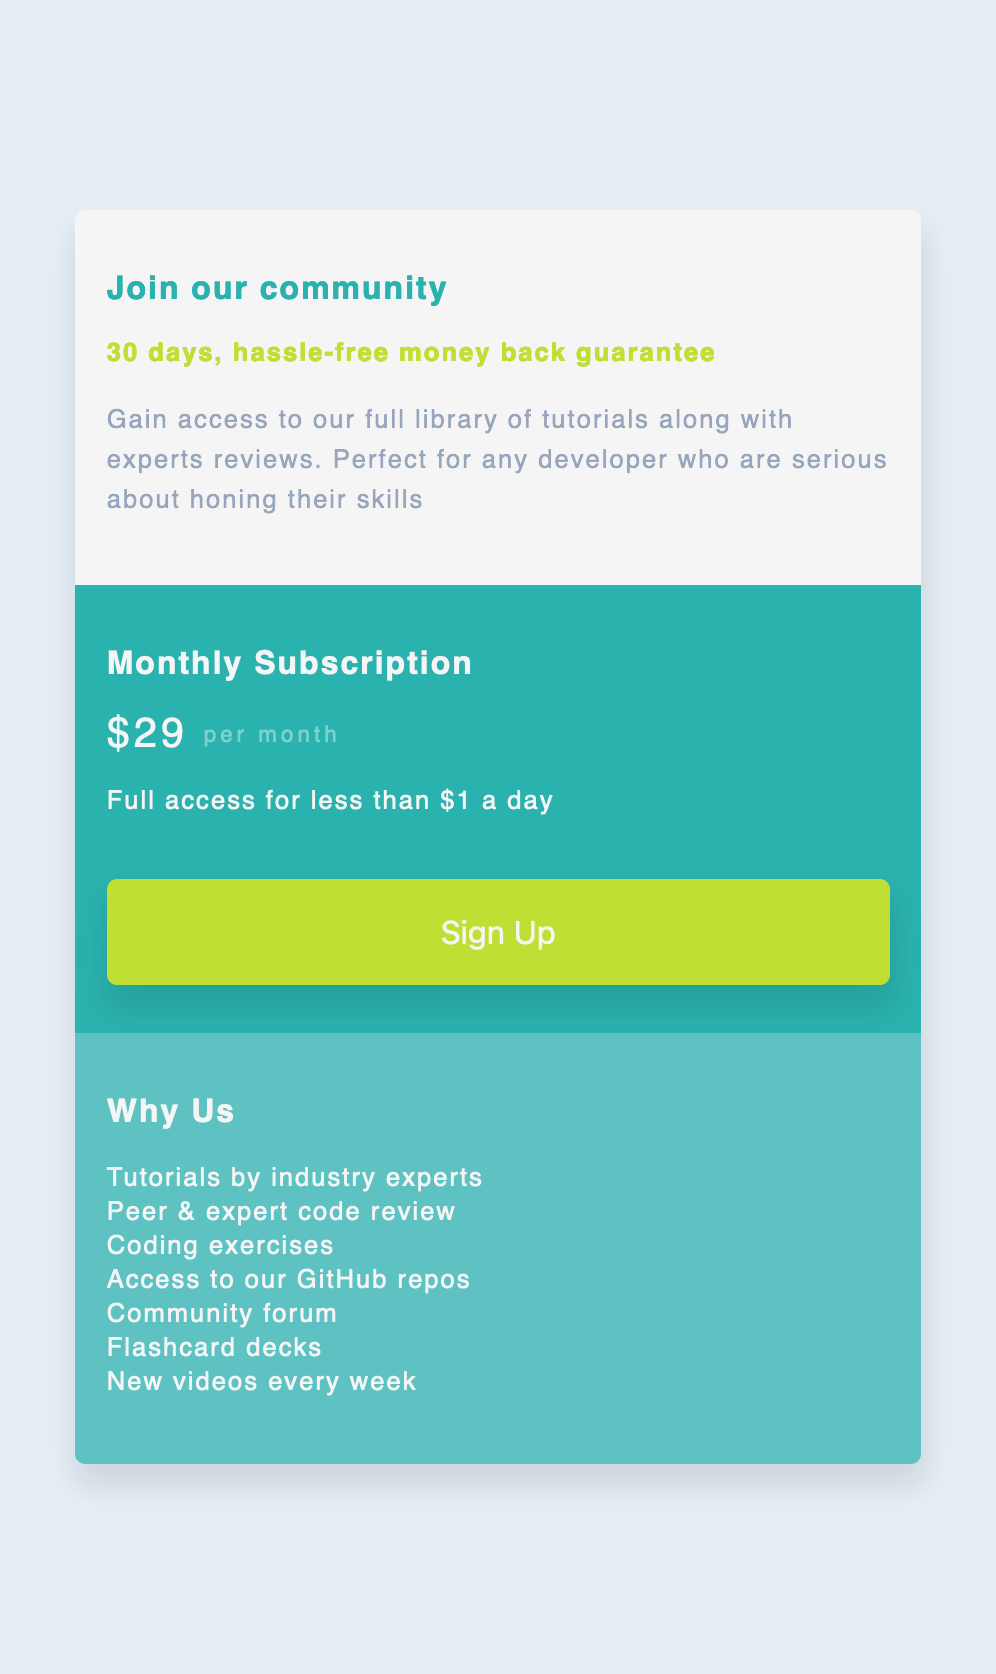 Join our community
30 days, hassle-free money back guarantee
Gain access to our full library of tutorials along with
experts reviews. Perfect for any developer who are serious
about honing their skills
Monthly Subscription
$29 per month
Full access for less than $1 a day
Sign Up
Why Us
Tutorials by industry experts
Peer & expert code review
Coding exercises
Access to our GitHub repos
Community forum
Flashcard decks
New videos every week